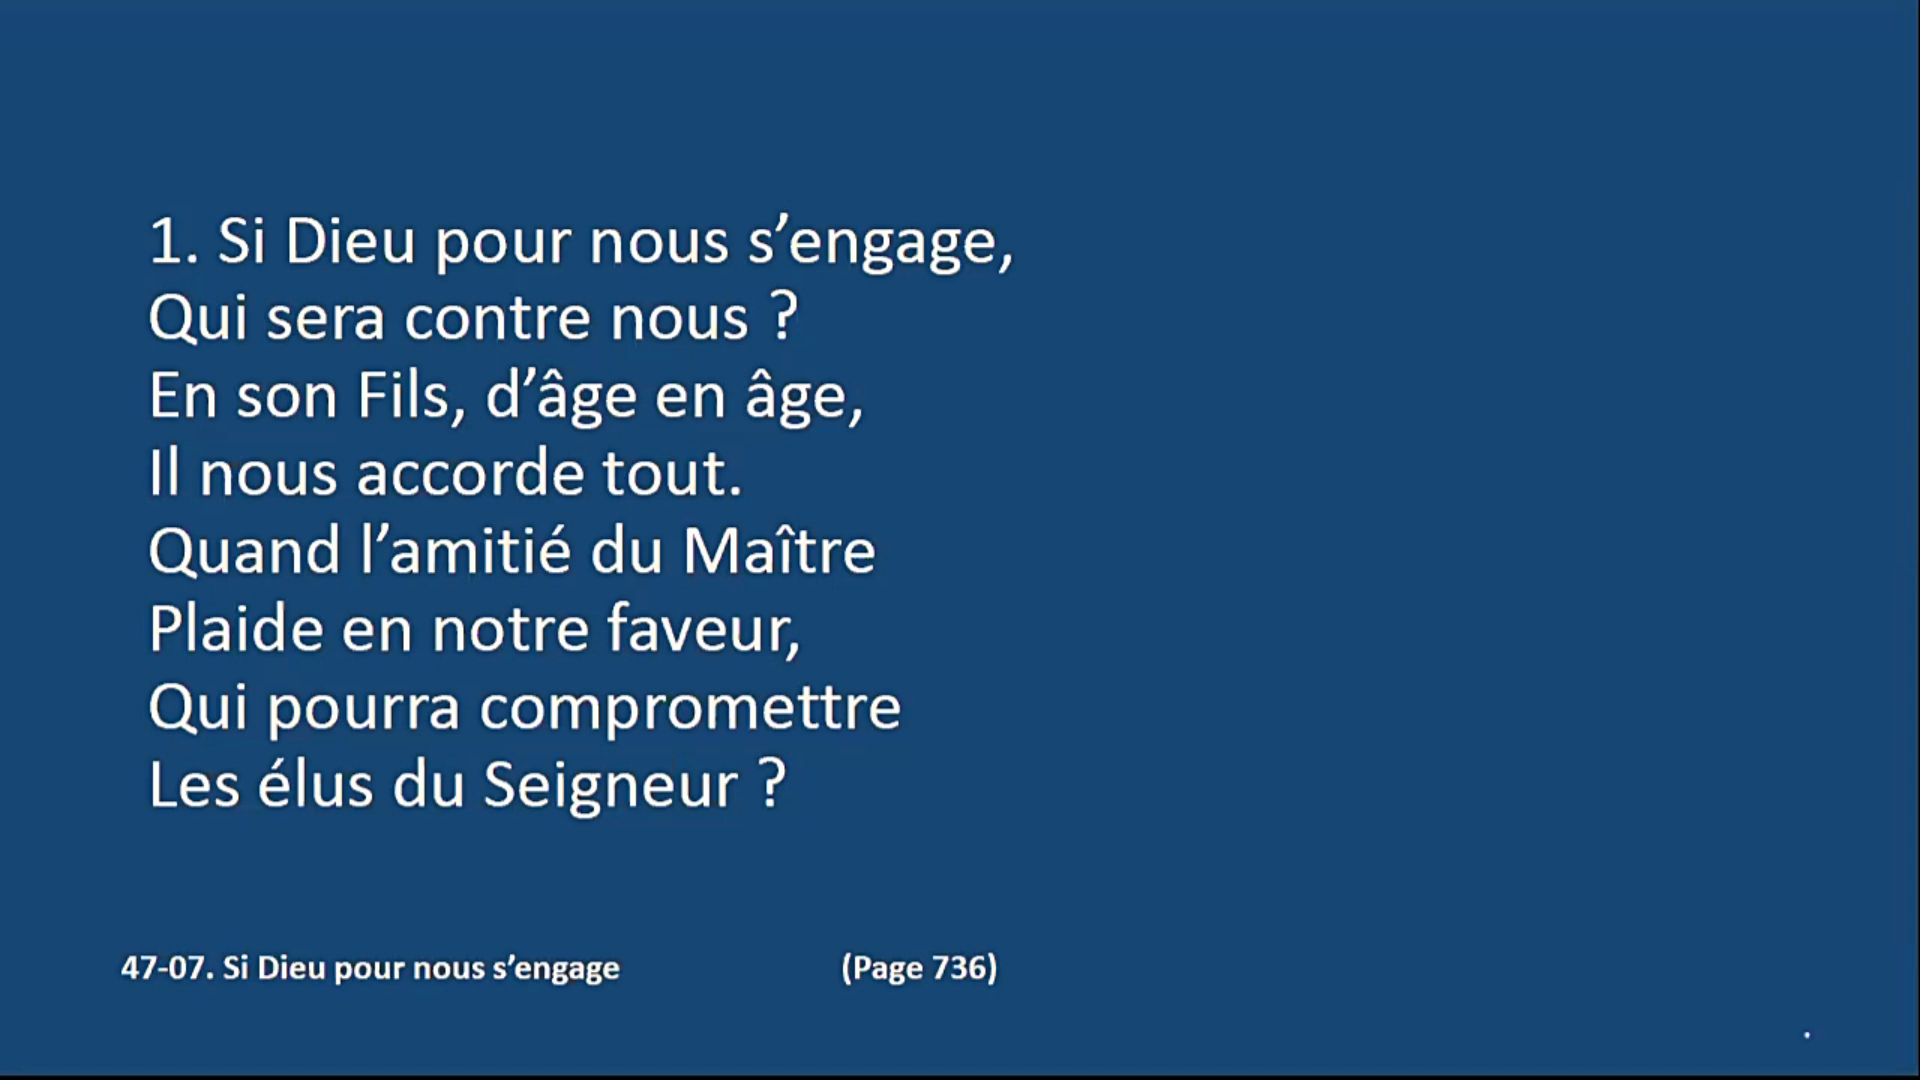 1. Si Dieu pour nous s’engage,
Qui sera contre nous ?
En son Fils, d’âge en âge,
Il nous accorde tout.
Quand l’amitié du Maître
Plaide en notre faveur,
Qui pourra compromettre
Les élus du Seigneur ?
47-07. Si Dieu pour nous s’engage (Page 736)
.